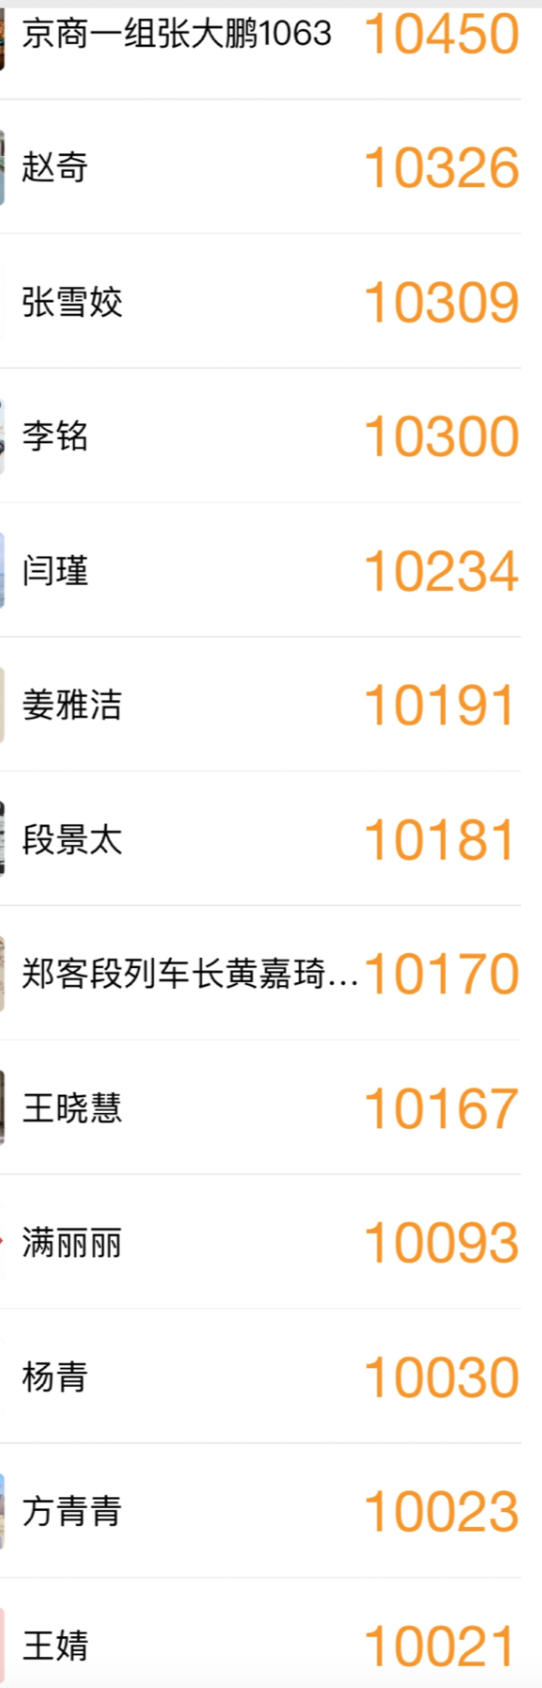 京商一组张大鹏1063 10450
赵奇 10326
张雪姣 10309
李铭 10300
闫瑾 10234
姜雅洁 10191
段景太 10181
郑客段列车长黄嘉琦... 10170
王晓慧 10167
满丽丽 10093
杨青 10030
方青青 10023
王婧 10021